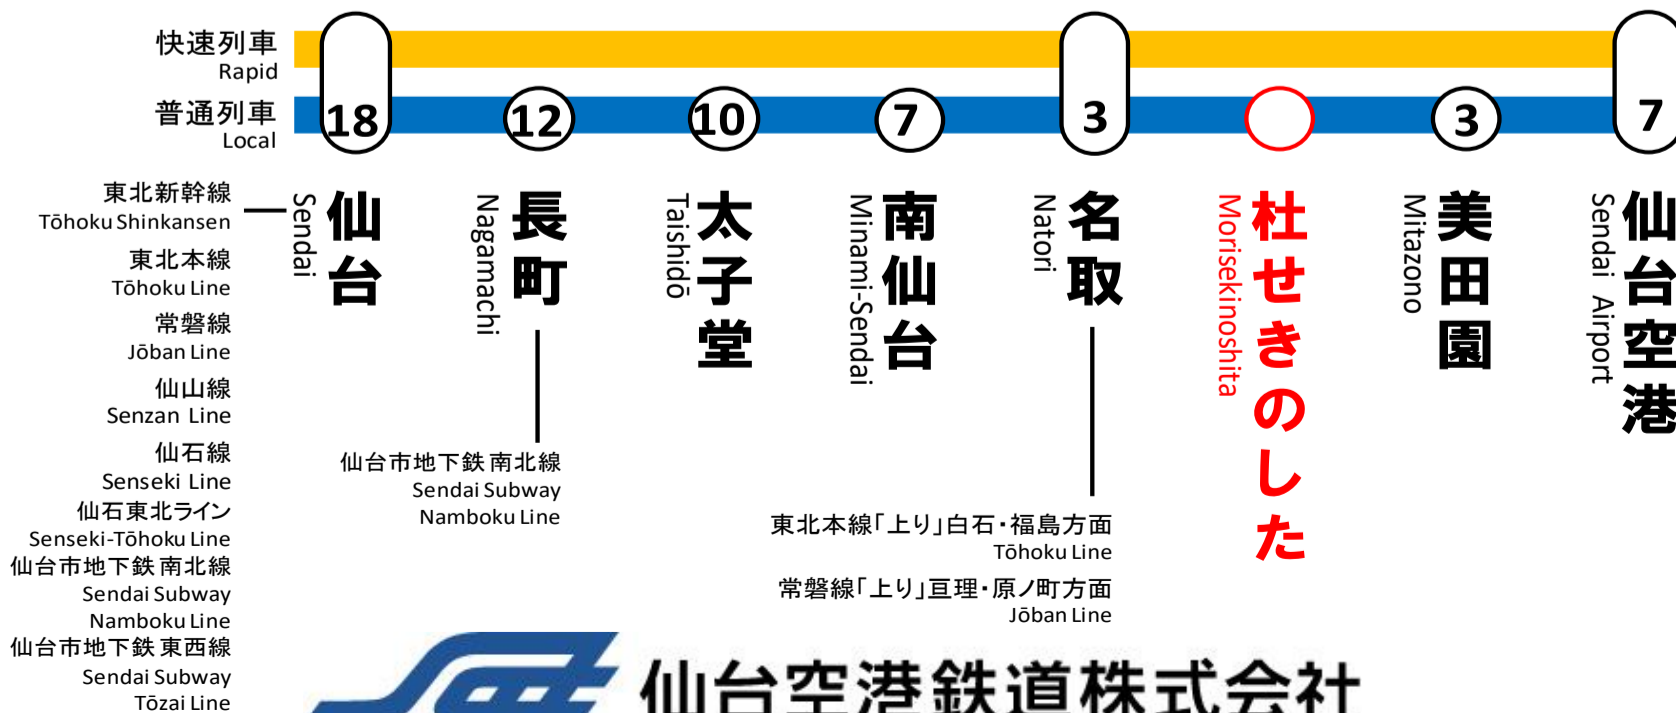 快速列車
Rapid
普通列車
Local
18
12
10
7
3
3
7
仙台
Sendai
長町
Nagamachi
太子堂
Taishidō
南仙台
Minami-Sendai
名取
Natori
杜せきのした
Morisekinoshita
美田園
Mitazono
仙台空港
Sendai Airport
東北新幹線
Tōhoku Shinkansen
東北本線
Tōhoku Line
常磐線
Jōban Line
仙山線
Senzan Line
仙石線
Senseki Line
仙石東北ライン
Senseki-Tōhoku Line
仙台市地下鉄 南北線
Sendai Subway
Namboku Line
仙台市地下鉄 東西線
Sendai Subway
Tōzai Line
仙台市地下鉄 南北線
Sendai Subway
Namboku Line
東北本線「上り」白石・福島方面
Tōhoku Line
常磐線「上り」亘理・原ノ町方面
Jōban Line
仙台空港鉄道株式会社